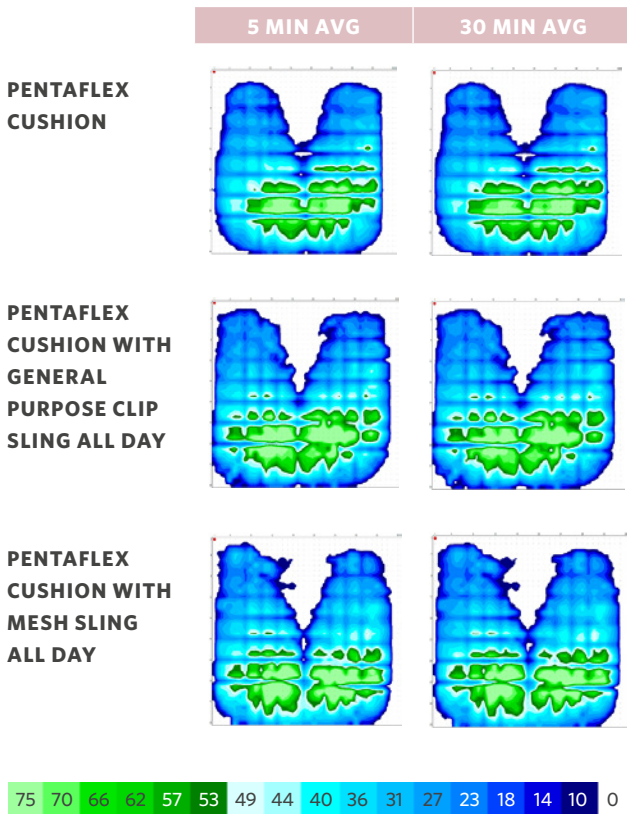 5 MIN AVG 30 MIN AVG
PENTAFLEX
CUSHION
PENTAFLEX
CUSHION WITH
GENERAL
PURPOSE CLIP
SLING ALL DAY
PENTAFLEX
CUSHION WITH
MESH SLING
ALL DAY
75 70 66 62 57 53 49 44 40 36 31 27 23 18 14 10 0